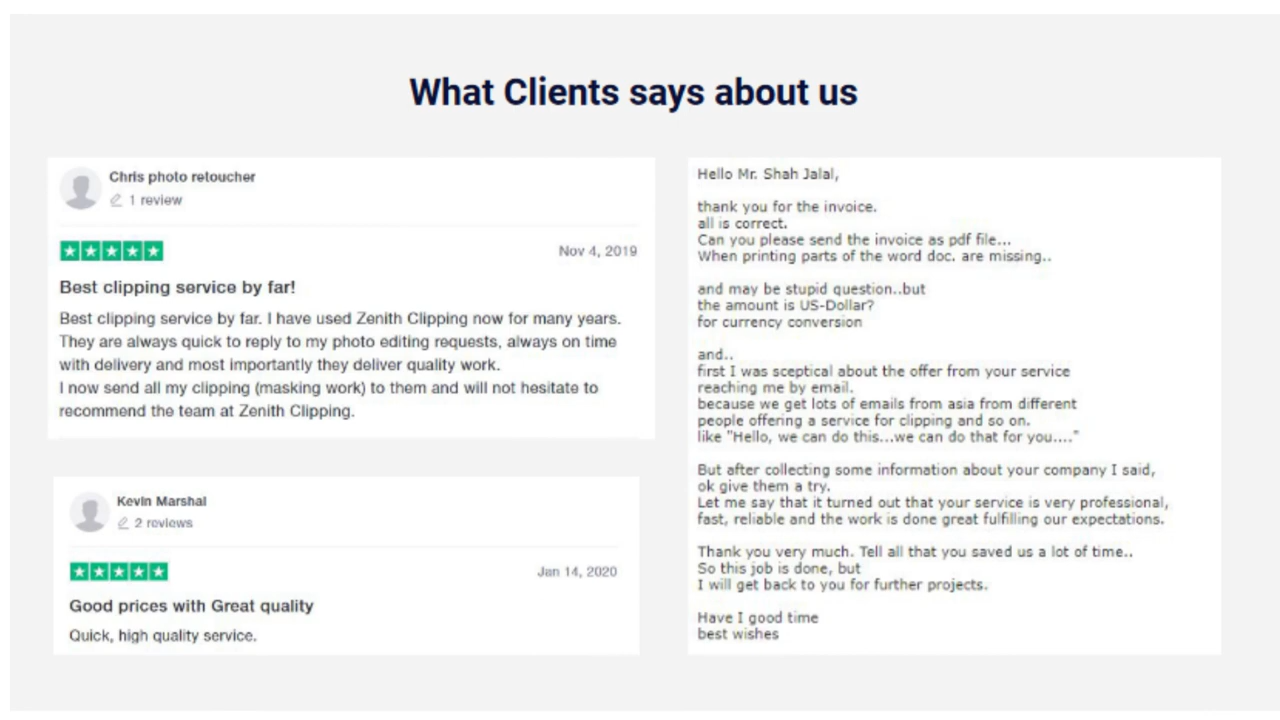 What Clients says about us
Chris photo retoucher
1 review
Nov 4, 2019
Best clipping service by far!
Best clipping service by far. I have used Zenith Clipping now for many years.
They are always quick to reply to my photo editing requests, always on time
with delivery and most importantly they deliver quality work.
I now send all my clipping (masking work) to them and will not hesitate to
recommend the team at Zenith Clipping.
Kevin Marshal
2 reviews
Jan 14, 2020
Good prices with Great quality
Quick, high quality service.
Hello Mr. Shah Jalal,
thank you for the invoice.
all is correct.
Can you please send the invoice as pdf file...
When printing parts of the word doc. are missing..
and may be stupid question..but
the amount is US-Dollar?
for currency conversion
and..
first I was sceptical about the offer from your service
reaching me by email.
because we get lots of emails from asia from different
people offering a service for clipping and so on.
like "Hello, we can do this...we can do that for you...."
But after collecting some information about your company I said,
ok give them a try.
Let me say that it turned out that your service is very professional,
fast, reliable and the work is done great fulfilling our expectations.
Thank you very much. Tell all that you saved us a lot of time..
So this job is done, but
I will get back to you for further projects.
Have I good time
best wishes